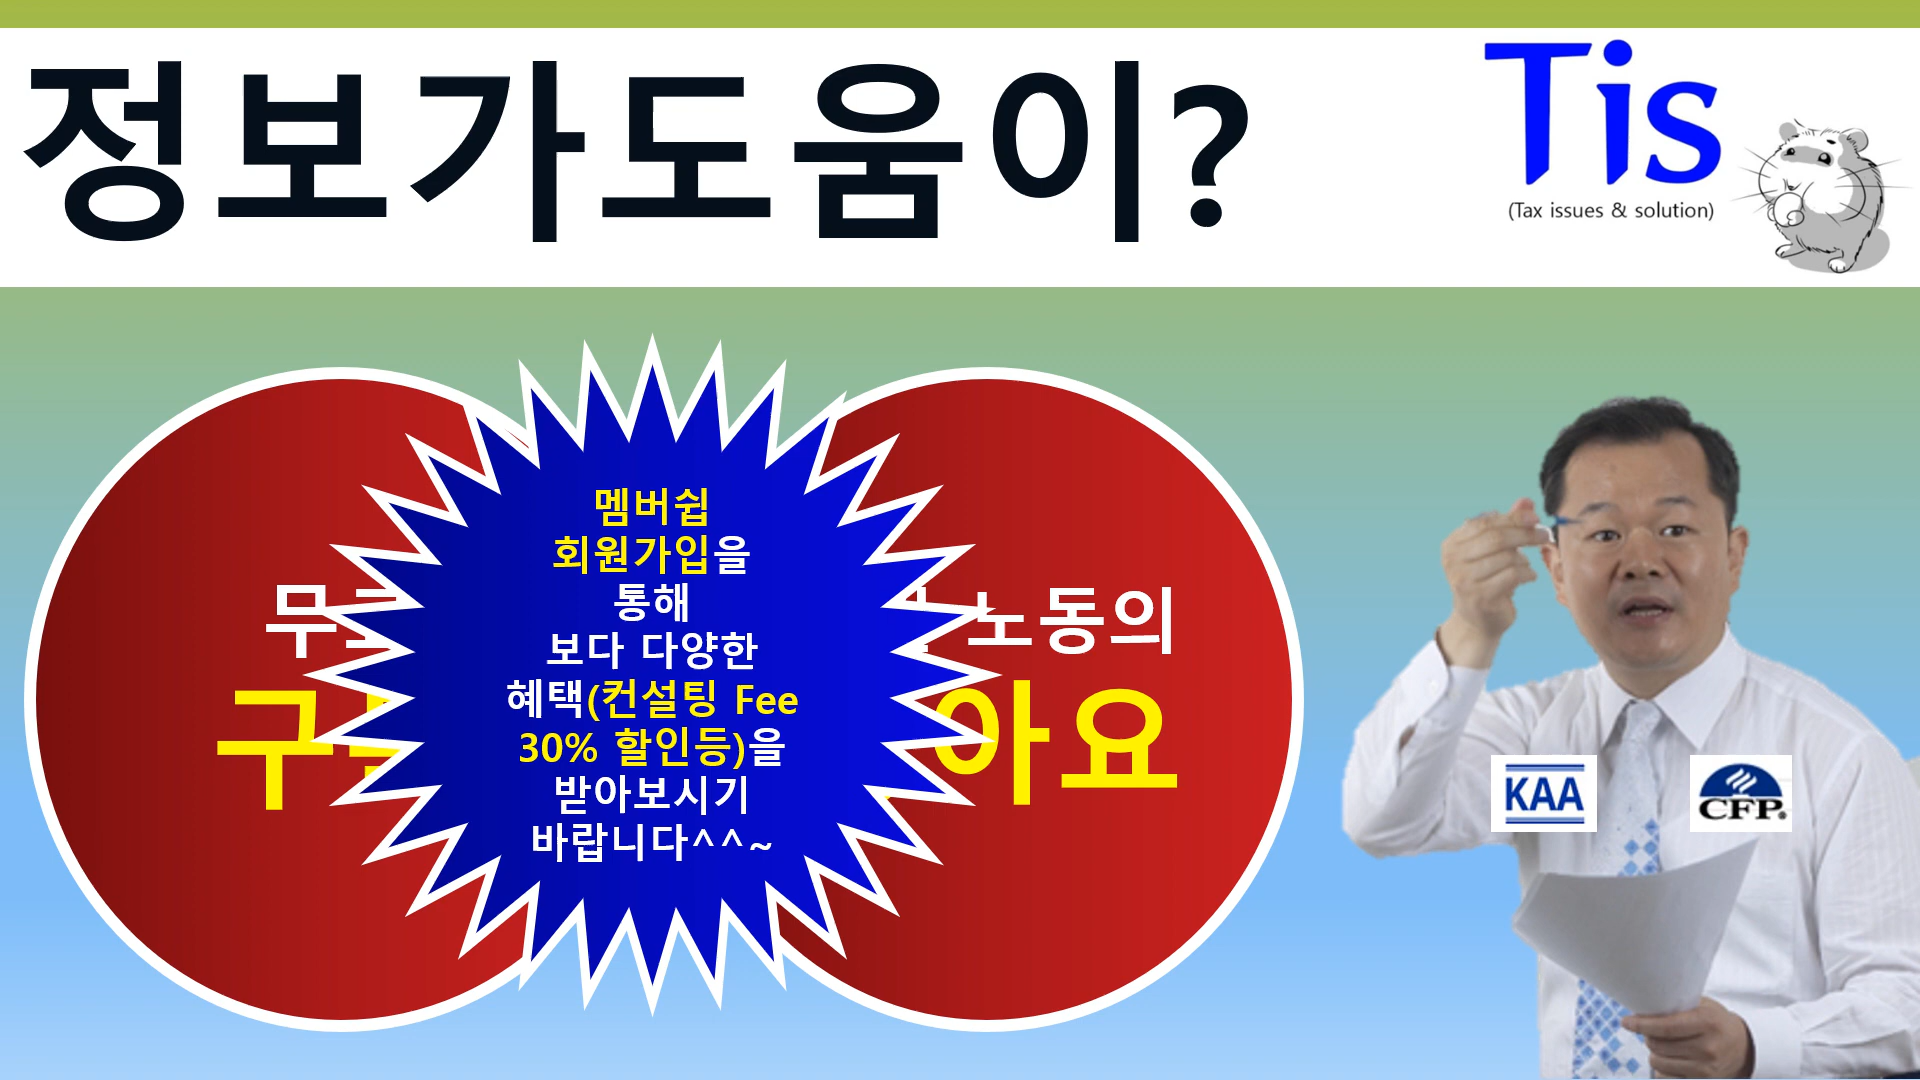 정보가도움이?
Tis
(Tax issues & solution)
멤버쉽
회원가입을
통해
보다 다양한
혜택(컨설팅 Fee
30% 할인등)을
받아보시기
바랍니다^^~
노동의
아요
KAA
CFP®